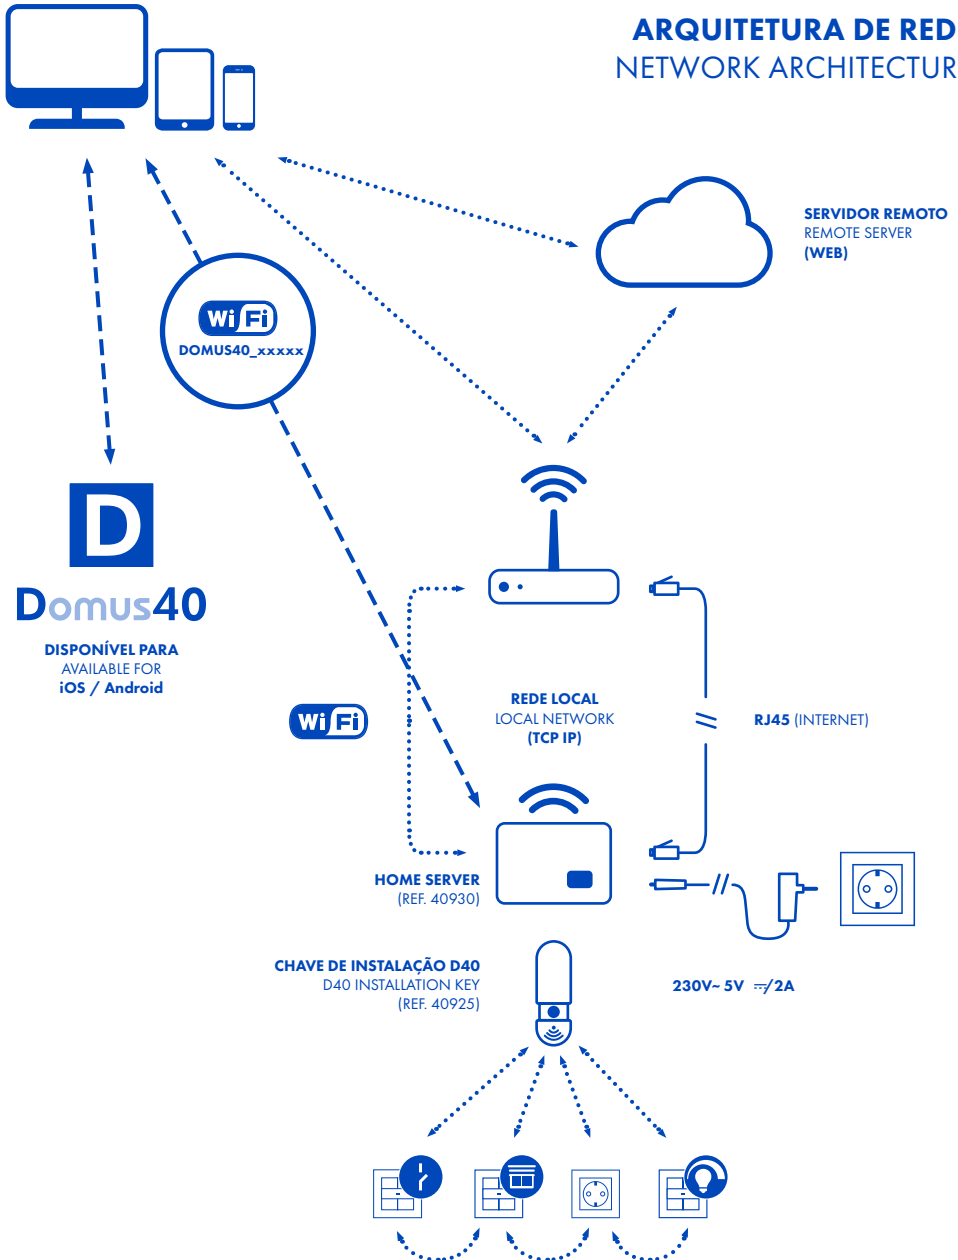 ARQUITETURA DE RED
NETWORK ARCHITECTUR
SERVIDOR REMOTO
REMOTE SERVER
(WEB)
WiFi
DOMUS40_xxxxx
D
Domus40
DISPONÍVEL PARA
AVAILABLE FOR
iOS / Android
WiFi
REDE LOCAL
LOCAL NETWORK
(TCP IP)
RJ45 (INTERNET)
HOME SERVER
(REF. 40930)
CHAVE DE INSTALAÇÃO D40
D40 INSTALLATION KEY
(REF. 40925)
230V~ 5V ⎓/2A